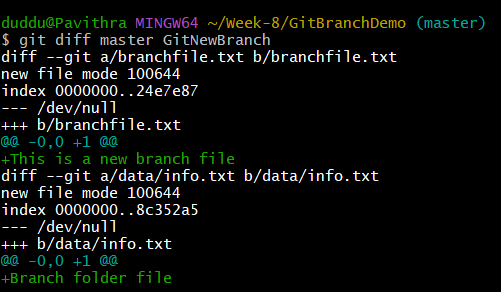 duddu@Pavithra MINGW64 ~/Week-8/GitBranchDemo (master)
$ git diff master GitNewBranch
diff --git a/branchfile.txt b/branchfile.txt
new file mode 100644
index 0000000..24e7e87
--- /dev/null
+++ b/branchfile.txt
@@ -0,0 +1 @@
+This is a new branch file
diff --git a/data/info.txt b/data/info.txt
new file mode 100644
index 0000000..8c352a5
--- /dev/null
+++ b/data/info.txt
@@ -0,0 +1 @@
+Branch folder file